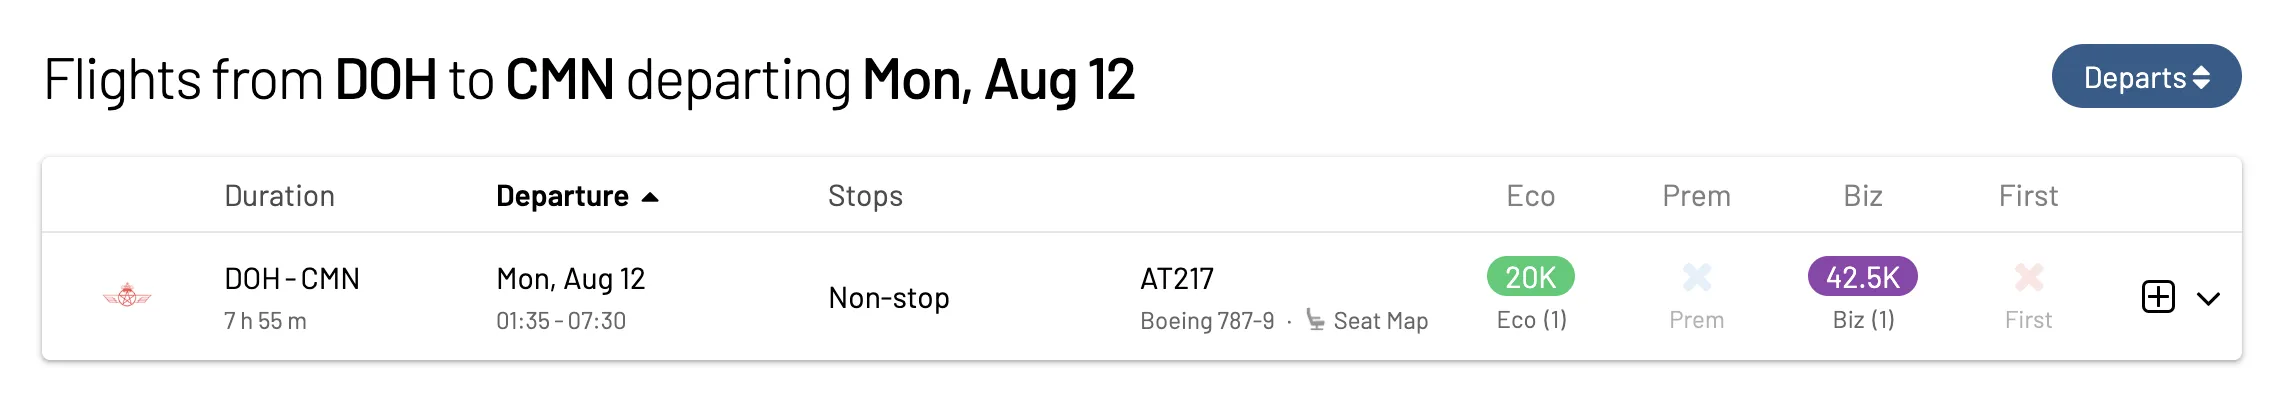 Flights from DOH to CMN departing Mon, Aug 12
Departs
Duration Departure Stops Eco Prem Biz First
DOH - CMN Mon, Aug 12 Non-stop AT217 20K 42.5K
7 h 55 m 01:35 - 07:30 Boeing 787-9 · Seat Map Eco (1) Prem Biz (1) First